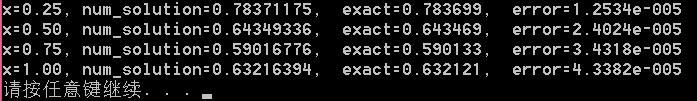 x=0.25, num_solution=0.78371175,  exact=0.783699,  error=1.2534e-005
x=0.50, num_solution=0.64349336,  exact=0.643469,  error=2.4024e-005
x=0.75, num_solution=0.59016776,  exact=0.590133,  error=3.4318e-005
x=1.00, num_solution=0.63216394,  exact=0.632121,  error=4.3382e-005
请按任意键继续. . .